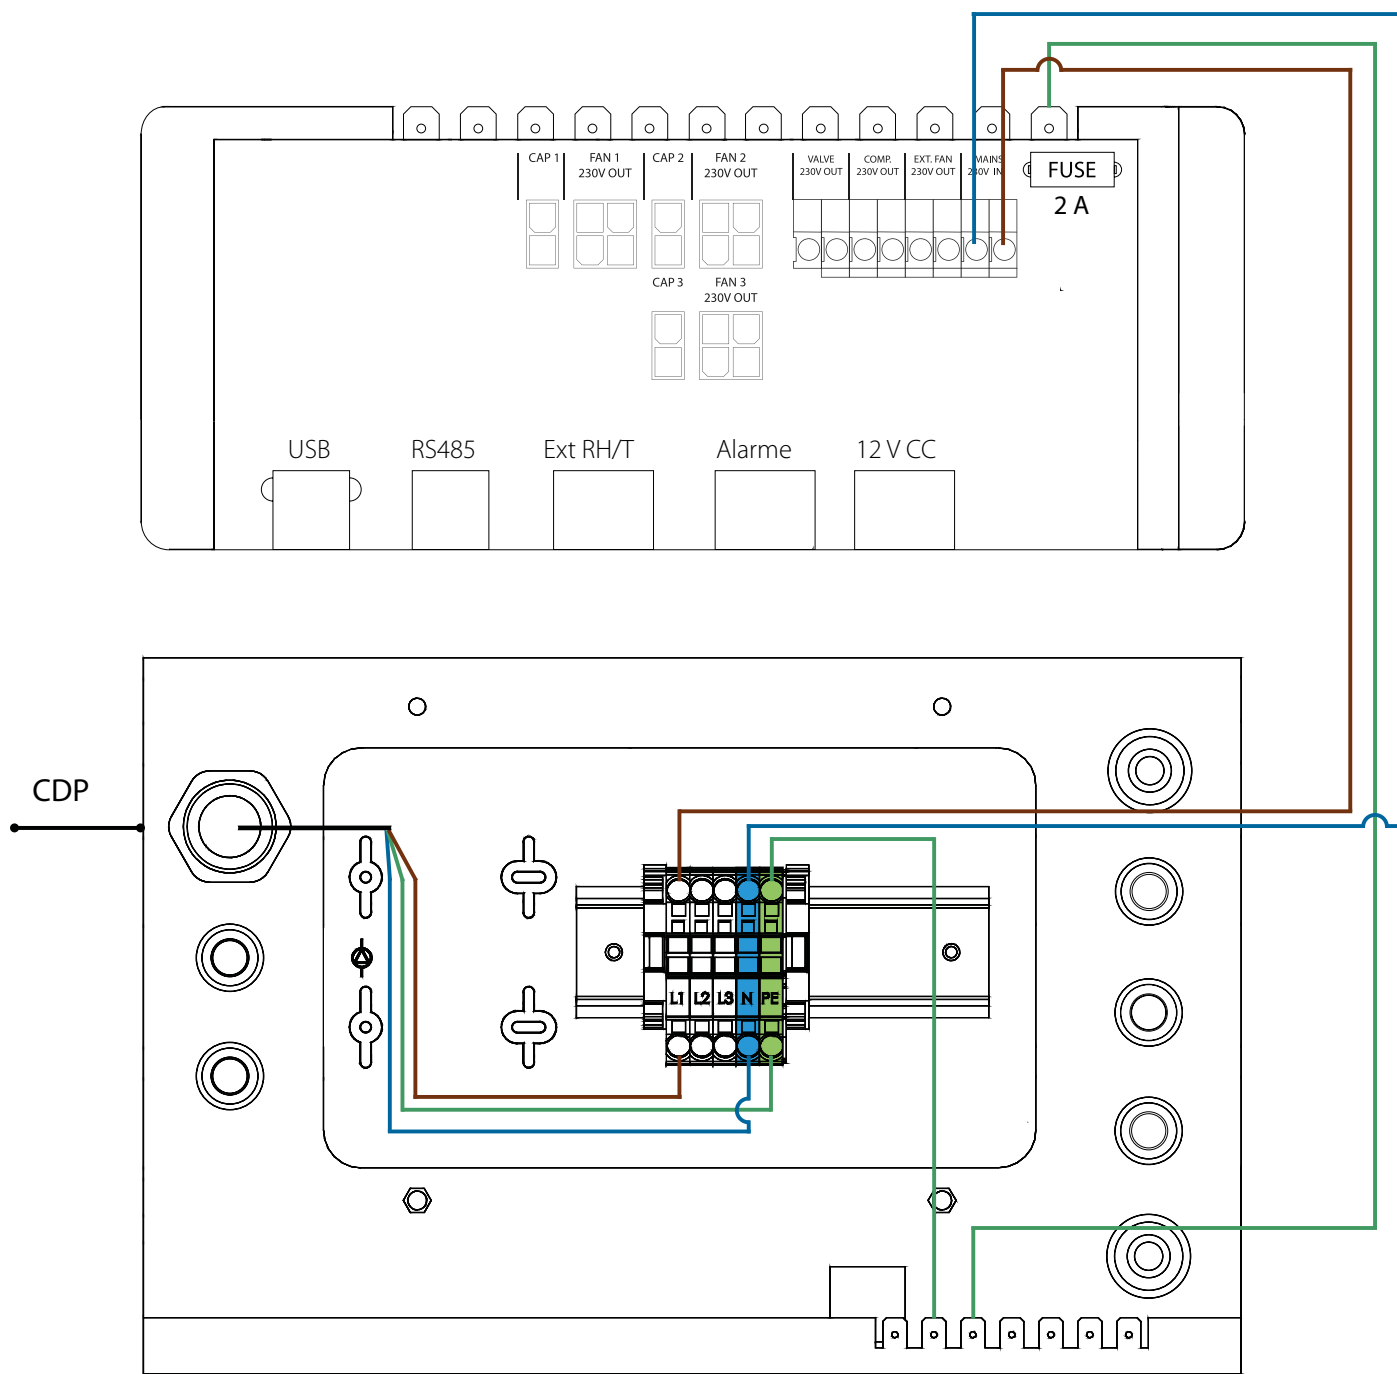 CAP 1
FAN 1
230V OUT
CAP 2
FAN 2
230V OUT
VALVE
230V OUT
COMP.
230V OUT
EXT. FAN
230V OUT
MAINS
230V IN
FUSE
2 A
CAP 3
FAN 3
230V OUT
USB
RS485
Ext RH/T
Alarme
12 V CC
CDP
L1 L2 L3 N PE